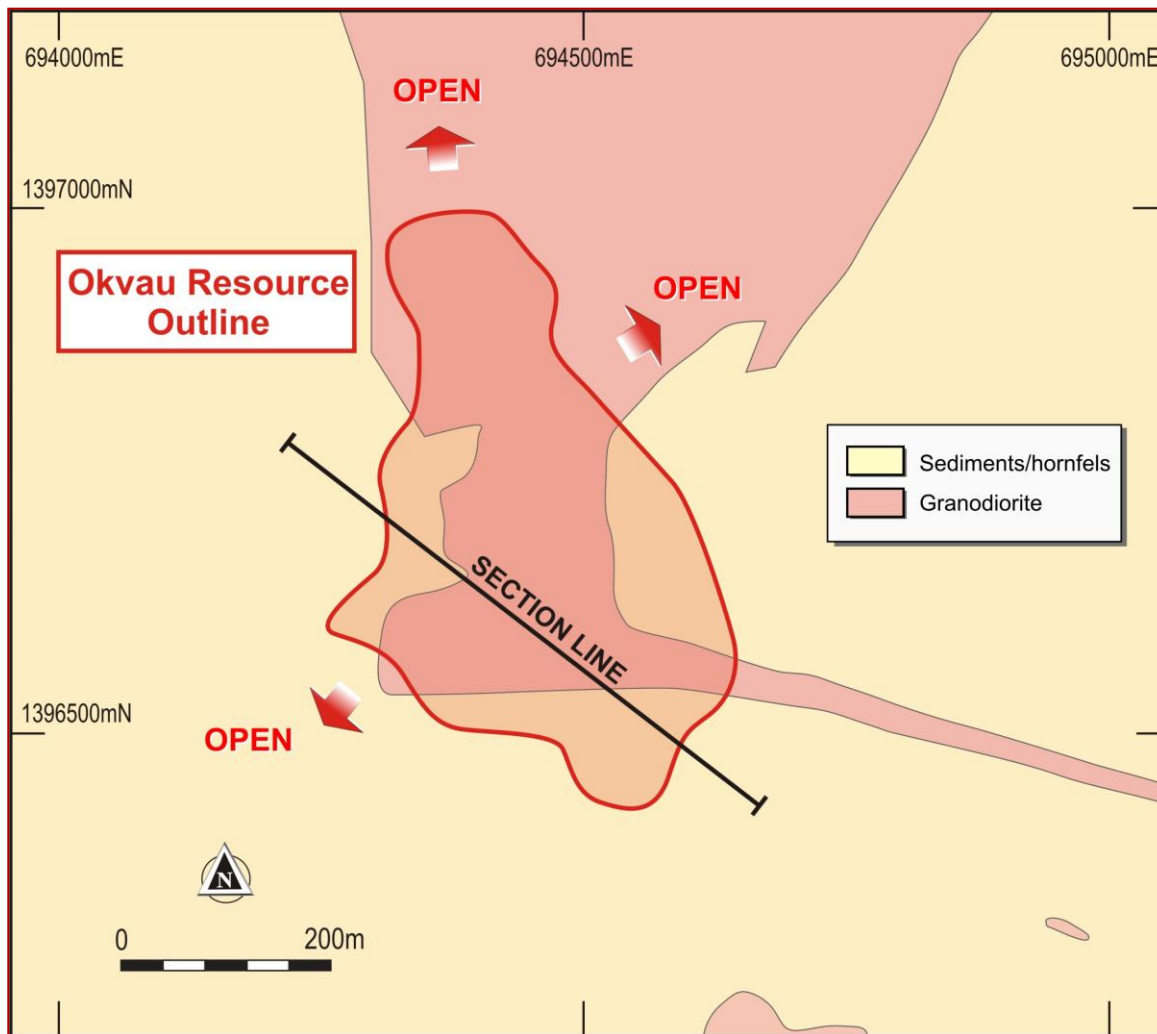 694000mE
694500mE
695000mE
OPEN
1397000mN
Okvau Resource
Outline
OPEN
Sediments/hornfels
Granodiorite
SECTION LINE
1396500mN
OPEN
N
0
200m